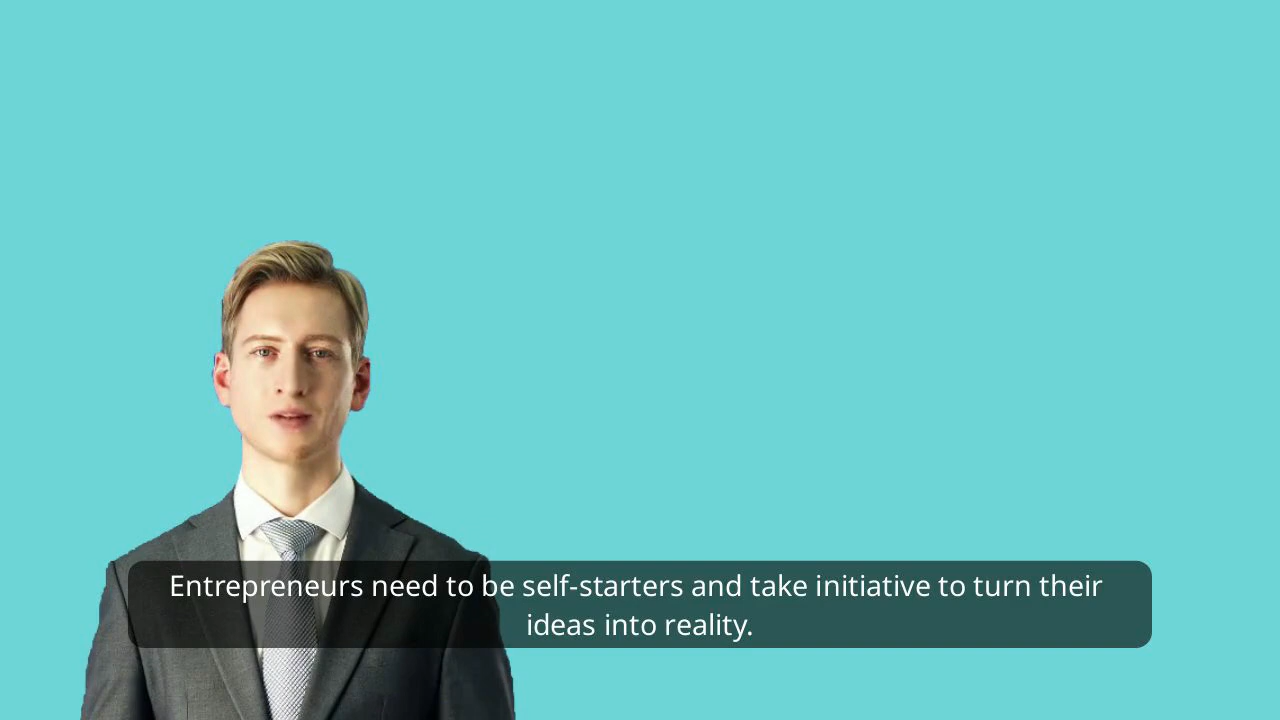 Entrepreneurs need to be self-starters and take initiative to turn their
ideas into reality.